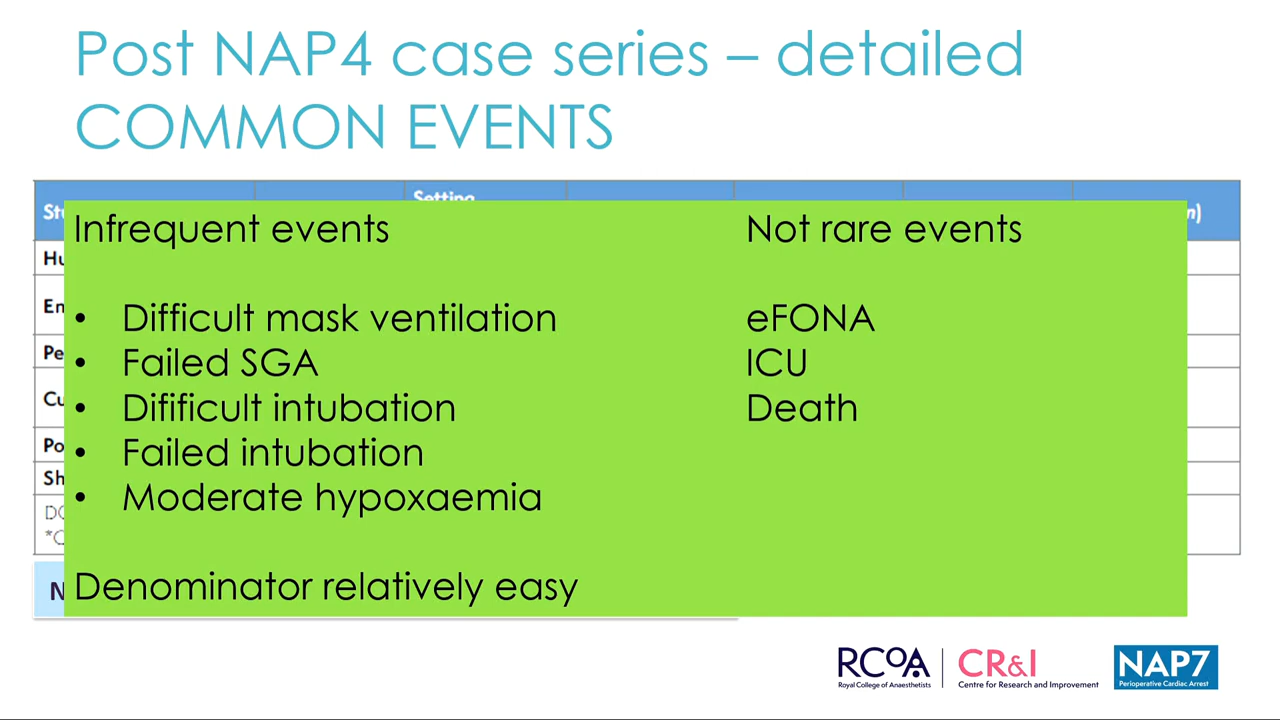 Post NAP4 case series – detailed
COMMON EVENTS
Setting
Infrequent events
• Difficult mask ventilation
• Failed SGA
• Difificult intubation
• Failed intubation
• Moderate hypoxaemia
Denominator relatively easy
Not rare events
eFONA
ICU
Death
RCOA
Royal College of Anaesthetists
CR&I
Centre for Research and Improvement
NAP7
Perioperative Cardiac Arrest